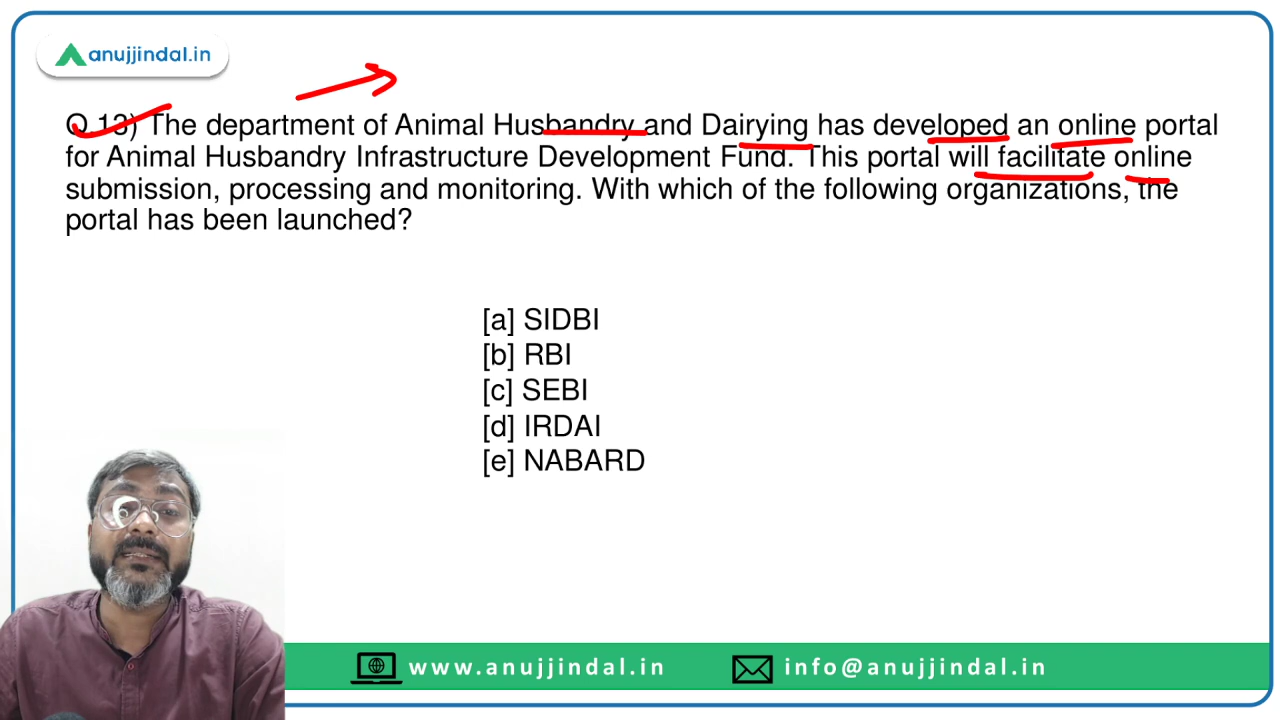 anujjindal.in
Q.13) The department of Animal Husbandry and Dairying has developed an online portal
for Animal Husbandry Infrastructure Development Fund. This portal will facilitate online
submission, processing and monitoring. With which of the following organizations, the
portal has been launched?
[a] SIDBI
[b] RBI
[c] SEBI
[d] IRDAI
[e] NABARD
www.anujjindal.in info@anujjindal.in